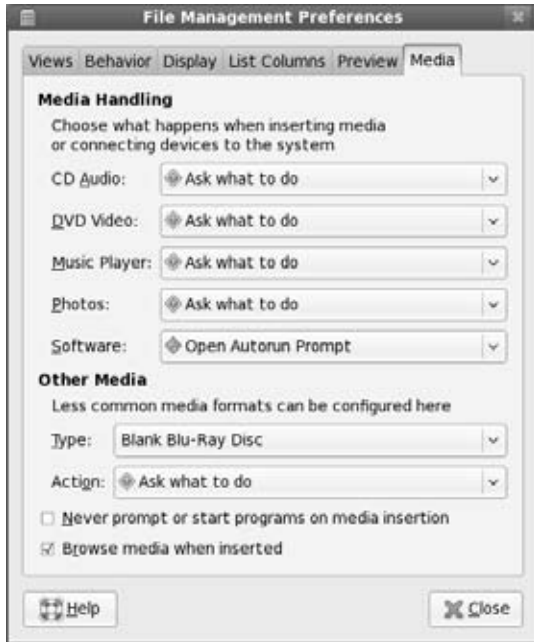 File Management Preferences
Views Behavior Display List Columns Preview Media
Media Handling
Choose what happens when inserting media
or connecting devices to the system
CD Audio: Ask what to do
DVD Video: Ask what to do
Music Player: Ask what to do
Photos: Ask what to do
Software: Open Autorun Prompt
Other Media
Less common media formats can be configured here
Type: Blank Blu-Ray Disc
Action: Ask what to do
Never prompt or start programs on media insertion
Browse media when inserted
Help Close